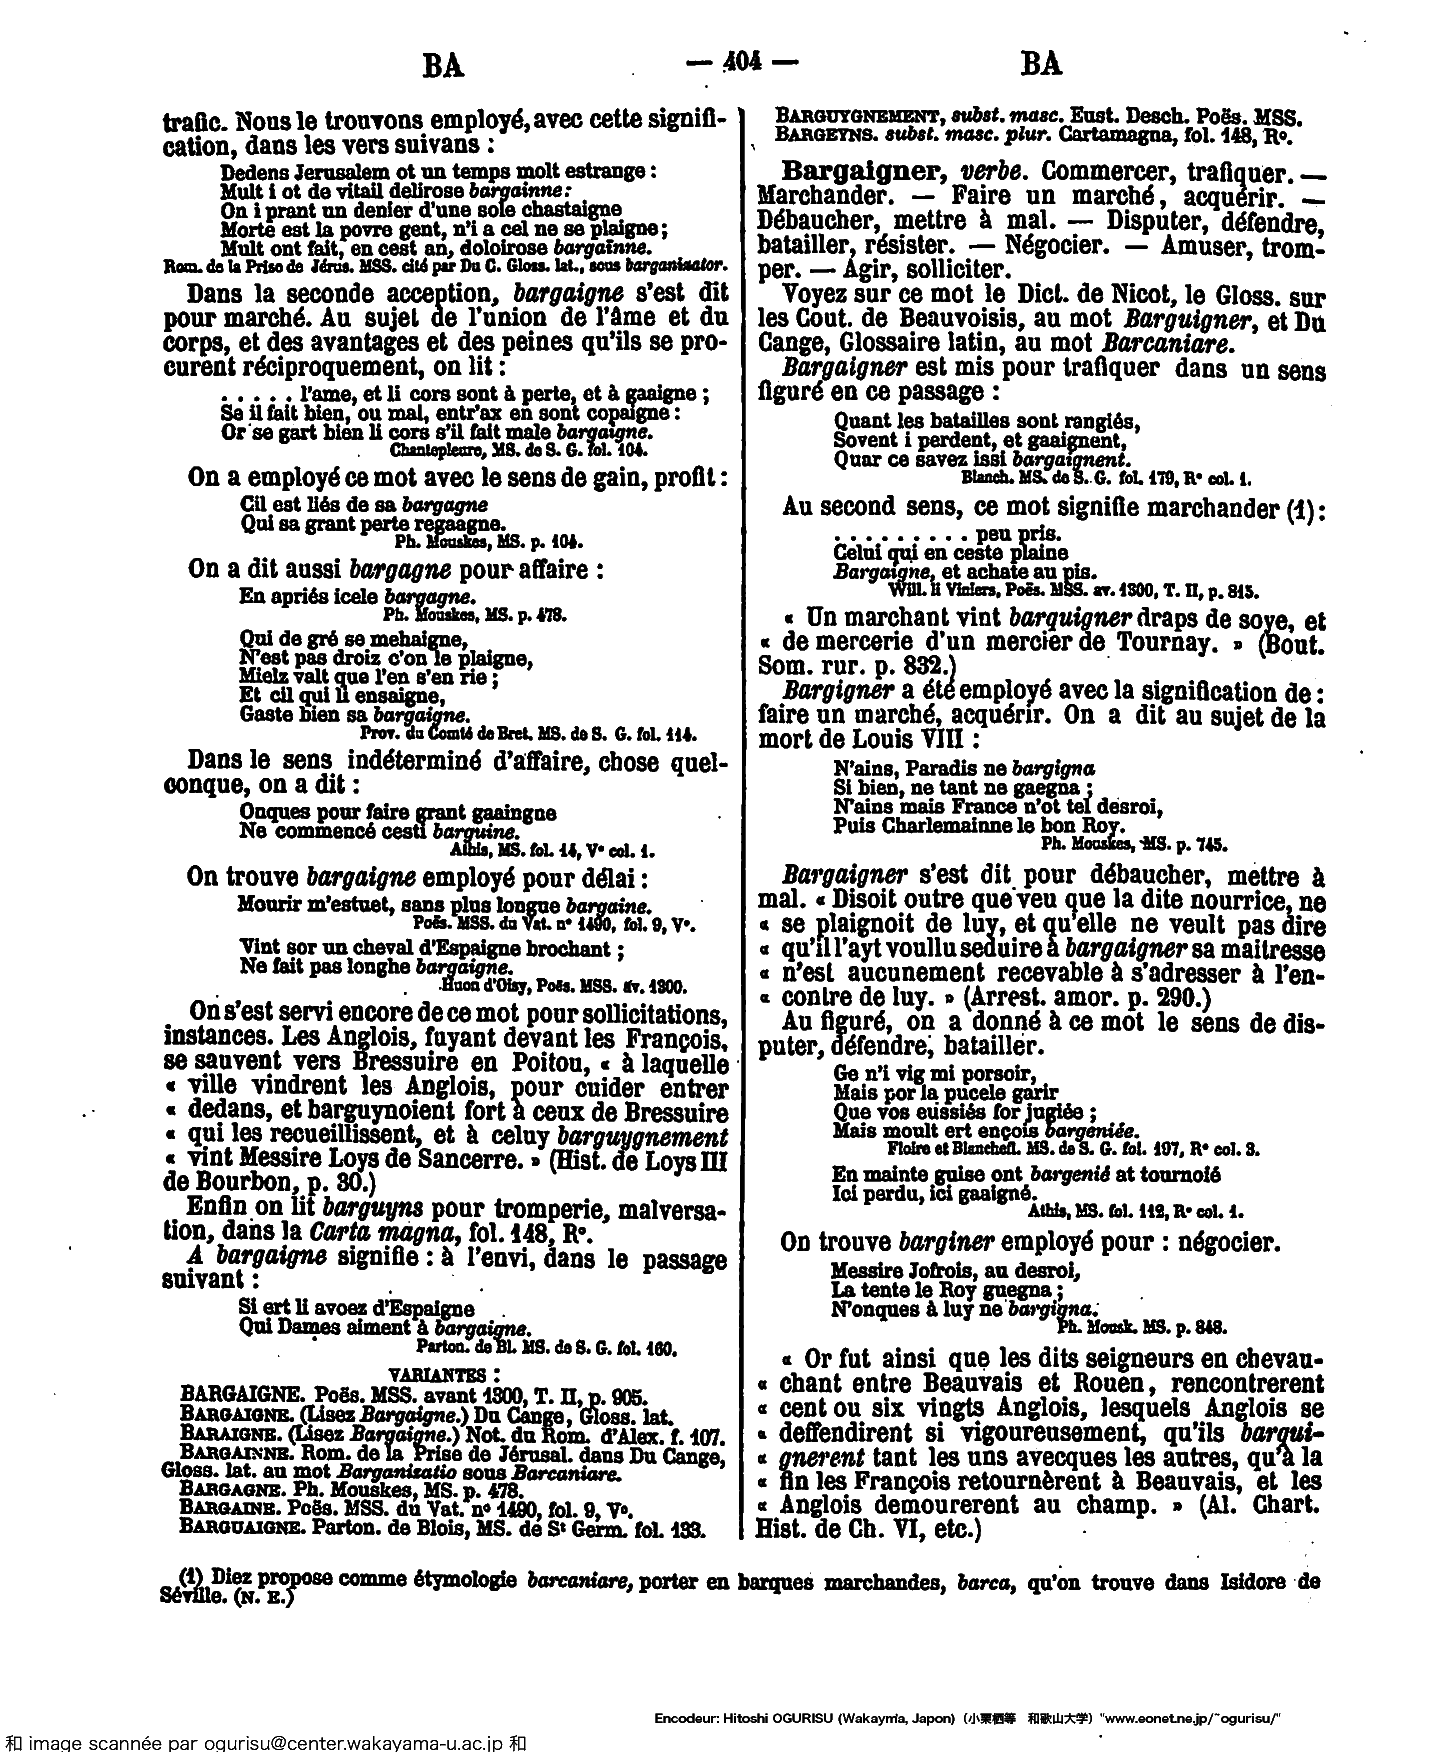 BA — 404 — BA
trafic. Nous le trouvons employé, avec cette signifi-
cation, dans les vers suivans :
Dedens Jerusalem ot un temps molt estrange :
Mult i ot de vitail delirose bargainne :
On i prant un denier d'une sole chastaigne
Morte est la povre gent, n'i a cel ne se plaigne ;
Mult ont fait, en cest an, doloirose bargainne.
Rom. de la Prise de Jérus. MSS. cité par Du C. Gloss. lat., sous barganisator.
Dans la seconde acception, bargaigne s'est dit
pour marché. Au sujet de l'union de l'âme et du
corps, et des avantages et des peines qu'ils se pro-
curent réciproquement, on lit :
. . . . . l'ame, et li cors sont à perte, et à gaaigne ;
Se il fait bien, ou mal, entr'ax en sont copaigne :
Or se gart bien li cors s'il fait male bargaigne.
Chantepleure, MS. de S. G. fol. 104.
On a employé ce mot avec le sens de gain, profit :
Cil est liés de sa bargagne
Qui sa grant perte regaagne.
Ph. Mouskes, MS. p. 104.
On a dit aussi bargagne pour affaire :
En apriés icele bargagne.
Ph. Mouskes, MS. p. 478.
Qui de gré se mehaigne,
N'est pas droiz c'on le plaigne,
Mielz valt que l'en s'en rie ;
Et cil qui li ensaigne,
Gaste bien sa bargaigne.
Prov. du Comté de Bret. MS. de S. G. fol. 114.
Dans le sens indéterminé d'affaire, chose quel-
conque, on a dit :
Onques pour faire grant gaaingne
Ne commencé cesti barguine.
Athis, MS. fol. 14, V° col. 1.
On trouve bargaigne employé pour délai :
Mourir m'estuet, sans plus longue bargaine.
Poës. MSS. du Vat. n° 1490, fol. 9, V°.
Vint sor un cheval d'Espaigne brochant ;
Ne fait pas longhe bargaigne.
Huon d'Oisy, Poës. MSS. av. 1300.
On s'est servi encore de ce mot pour sollicitations,
instances. Les Anglois, fuyant devant les François,
se sauvent vers Bressuire en Poitou, « à laquelle
« ville vindrent les Anglois, pour cuider entrer
« dedans, et barguynoient fort à ceux de Bressuire
« qui les recueillissent, et à celuy barguygnement
« vint Messire Loys de Sancerre. » (Hist. de Loys III
de Bourbon, p. 30.)
Enfin on lit barguyns pour tromperie, malversa-
tion, dans la Carta magna, fol. 148, R°.
A bargaigne signifie : à l'envi, dans le passage
suivant :
Si ert li avoez d'Espaigne
Qui Dames aiment à bargaigne.
Parton. de Bl. MS. de S. G. fol. 160.
VARIANTES :
BARGAIGNE. Poës. MSS. avant 1300, T. II, p. 905.
BARGAIGNE. (Lisez Bargaigne.) Du Cange, Gloss. lat.
BARAIGNE. (Lisez Bargaigne.) Not. du Rom. d'Alex. f. 107.
BARGAINNE. Rom. de la Prise de Jérusal. dans Du Cange,
Gloss. lat. au mot Barganisatio sous Barcaniare.
BARGAGNE. Ph. Mouskes, MS. p. 478.
BARGAINE. Poës. MSS. du Vat. n° 1490, fol. 9, V°.
BARGUAIGNE. Parton. de Blois, MS. de St Germ. fol. 133.
BARGUYGNEMENT, subst. masc. Eust. Desch. Poës. MSS.
BARGEYNS. subst. masc. plur. Cartamagna, fol. 148, R°.
Bargaigner, verbe. Commercer, trafiquer. —
Marchander. — Faire un marché, acquérir. —
Débaucher, mettre à mal. — Disputer, défendre,
batailler, résister. — Négocier. — Amuser, trom-
per. — Agir, solliciter.
Voyez sur ce mot le Dict. de Nicot, le Gloss. sur
les Cout. de Beauvoisis, au mot Barguigner, et Du
Cange, Glossaire latin, au mot Barcaniare.
Bargaigner est mis pour trafiquer dans un sens
figuré en ce passage :
Quant les batailles sont rangiés,
Sovent i perdent, et gaaignent,
Quar ce savez issi bargaignent.
Blanch. MS. de S. G. fol. 179, R° col. 1.
Au second sens, ce mot signifie marchander (1) :
. . . . . . . . . peu pris.
Celui qui en ceste plaine
Bargaigne, et achate au pis.
Will. li Viniers, Poës. MSS. av. 1300, T. II, p. 815.
« Un marchant vint barquigner draps de soye, et
« de mercerie d'un mercier de Tournay. » (Bout.
Som. rur. p. 832.)
Bargigner a été employé avec la signification de :
faire un marché, acquérir. On a dit au sujet de la
mort de Louis VIII :
N'ains, Paradis ne bargigna
Si bien, ne tant ne gaegna ;
N'ains mais France n'ot tel desroi,
Puis Charlemainne le bon Roy.
Ph. Mouskes, MS. p. 745.
Bargaigner s'est dit pour débaucher, mettre à
mal. « Disoit outre que veu que la dite nourrice, ne
« se plaignoit de luy, et qu'elle ne veult pas dire
« qu'il l'ayt voullu seduire à bargaigner sa maitresse
« n'est aucunement recevable à s'adresser à l'en-
« contre de luy. » (Arrest. amor. p. 290.)
Au figuré, on a donné à ce mot le sens de dis-
puter, défendre, batailler.
Ge n'i vig mi porsoir,
Mais por la pucele garir
Que vos eussiés for jugiée ;
Mais moult ert ençois bargeniée.
Floire et Blanchefl. MS. de S. G. fol. 197, R° col. 3.
En mainte guise ont bargenié at tournoié
Ici perdu, ici gaaigné.
Athis, MS. fol. 112, R° col. 1.
On trouve barginer employé pour : négocier.
Messire Jofrois, au desroi,
La tente le Roy guegna ;
N'onques à luy ne bargigna.
Ph. Mousk. MS. p. 848.
« Or fut ainsi que les dits seigneurs en chevau-
« chant entre Beauvais et Rouen, rencontrerent
« cent ou six vingts Anglois, lesquels Anglois se
« deffendirent si vigoureusement, qu'ils bargui-
« gnerent tant les uns avecques les autres, qu'à la
« fin les François retournèrent à Beauvais, et les
« Anglois demourerent au champ. » (Al. Chart.
Hist. de Ch. VI, etc.)
(1) Diez propose comme étymologie barcaniare, porter en barques marchandes, barca, qu'on trouve dans Isidore de
Séville. (N. E.)
Encodeur: Hitoshi OGURISU (Wakayma, Japon)（小栗栖等　和歌山大学）"www.eonet.ne.jp/~ogurisu/"
和 image scannée par ogurisu@center.wakayama-u.ac.jp 和